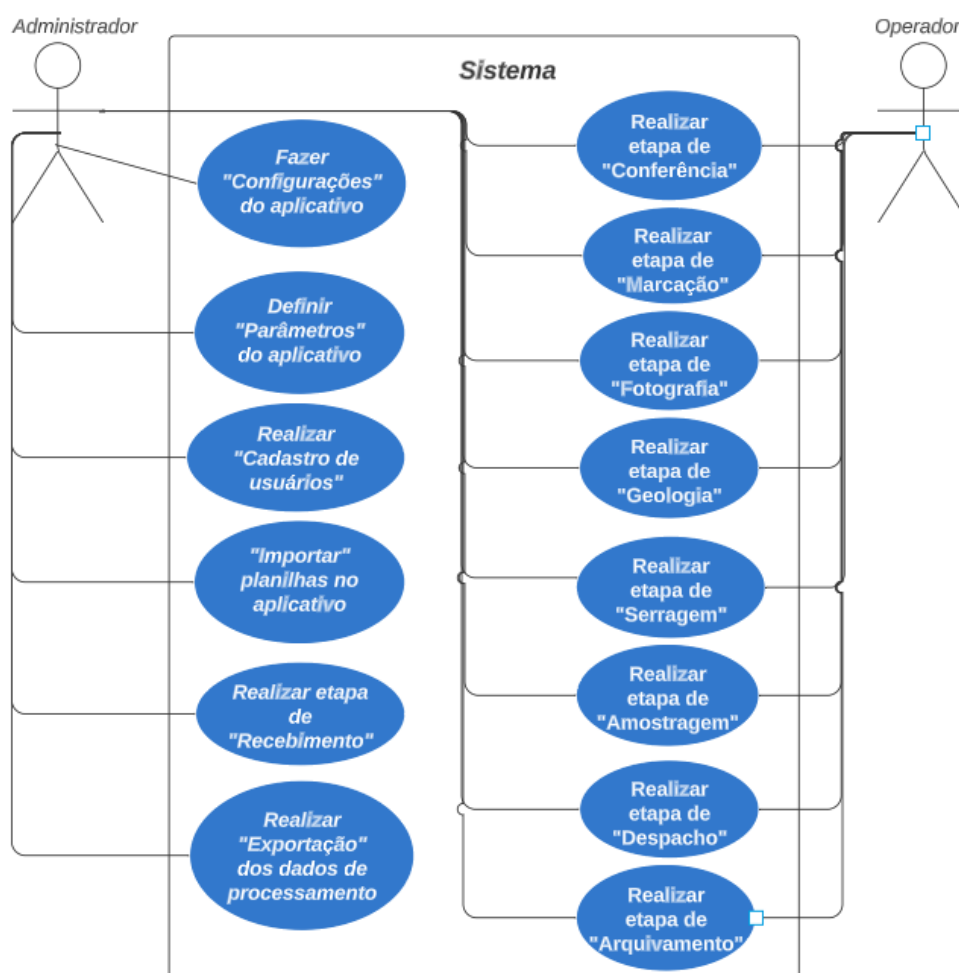 Administrador
Operador
Sistema
Fazer
"Configurações"
do aplicativo
Definir
"Parâmetros"
do aplicativo
Realizar
"Cadastro de
usuários"
"Importar"
planilhas no
aplicativo
Realizar etapa
de
"Recebimento"
Realizar
"Exportação"
dos dados de
processamento
Realizar
etapa de
"Conferência"
Realizar
etapa de
"Marcação"
Realizar
etapa de
"Fotografia"
Realizar
etapa de
"Geologia"
Realizar
etapa de
"Serragem"
Realizar
etapa de
"Amostragem"
Realizar
etapa de
"Despacho"
Realizar
etapa de
"Arquivamento"